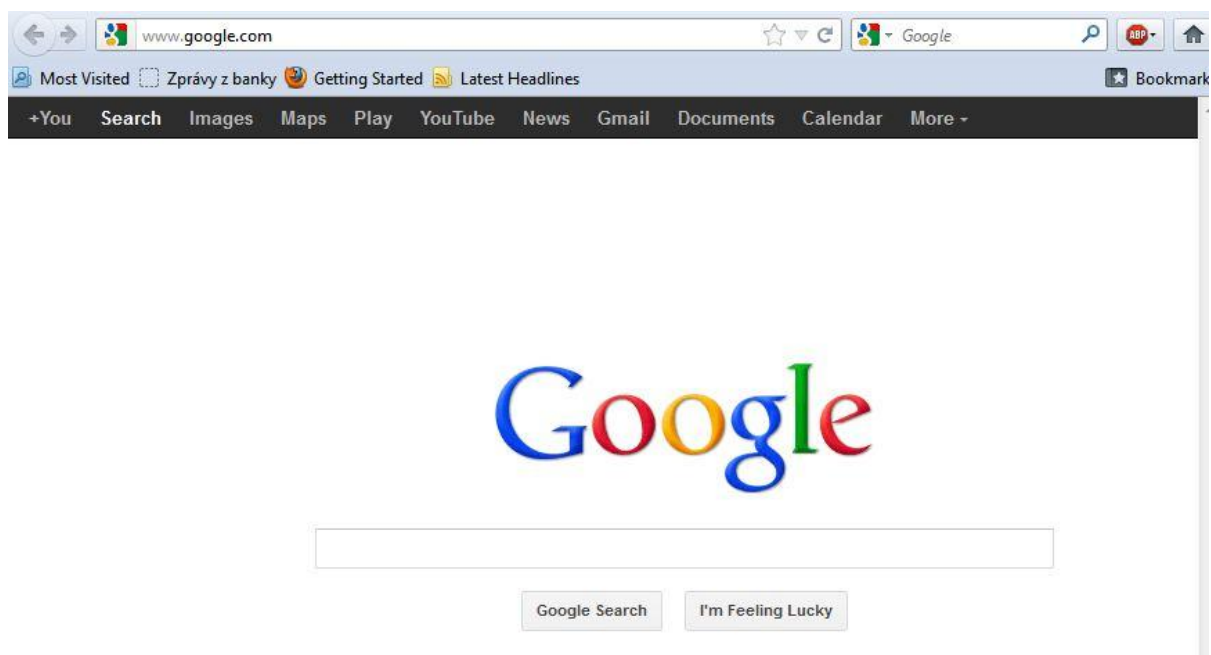 www.google.com Google ABP
Most Visited Zprávy z banky Getting Started Latest Headlines Bookmark
+You Search Images Maps Play YouTube News Gmail Documents Calendar More
Google
Google Search I'm Feeling Lucky